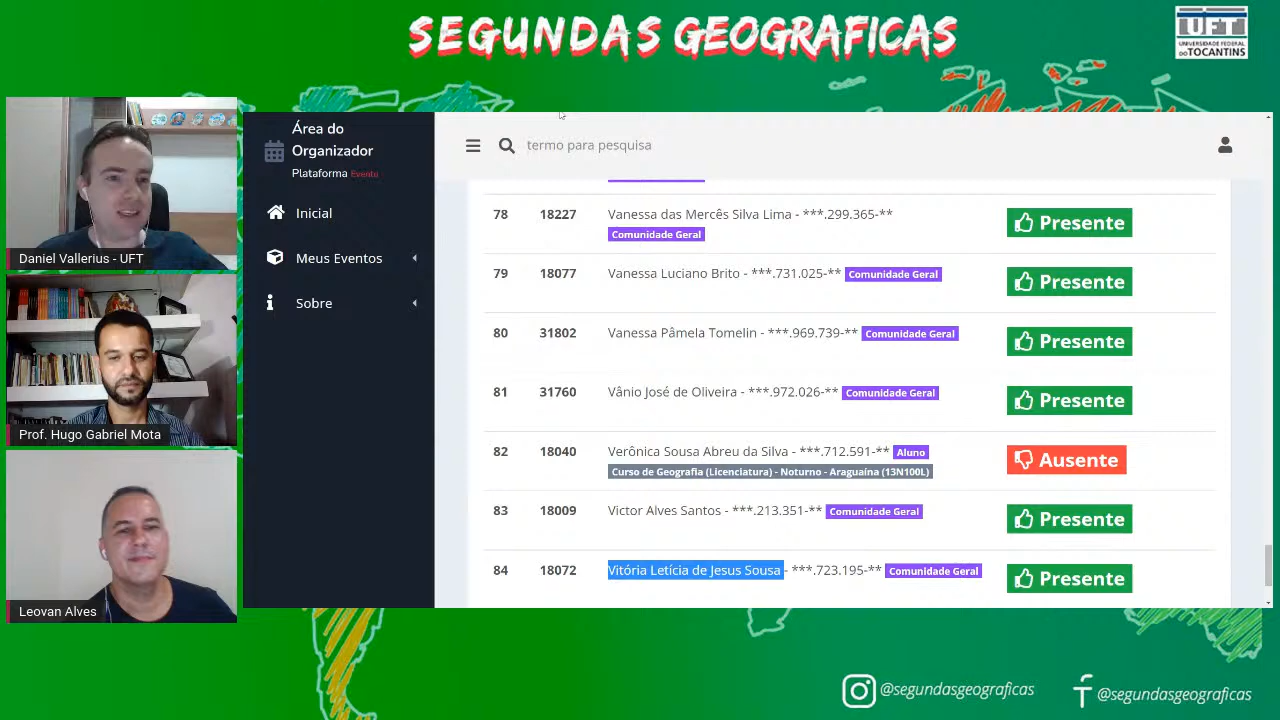 SEGUNDAS GEOGRAFICAS
UFT
UNIVERSIDADE FEDERAL
DO TOCANTINS
Daniel Vallerius - UFT
Prof. Hugo Gabriel Mota
Leovan Alves
Área do
Organizador
Plataforma Evento
Inicial
Meus Eventos
Sobre
termo para pesquisa
78 18227 Vanessa das Mercês Silva Lima - ***.299.365-** Presente
Comunidade Geral
79 18077 Vanessa Luciano Brito - ***.731.025-** Comunidade Geral Presente
80 31802 Vanessa Pâmela Tomelin - ***.969.739-** Comunidade Geral Presente
81 31760 Vânio José de Oliveira - ***.972.026-** Comunidade Geral Presente
82 18040 Verônica Sousa Abreu da Silva - ***.712.591-** Aluno Ausente
Curso de Geografia (Licenciatura) - Noturno - Araguaína (13N100L)
83 18009 Victor Alves Santos - ***.213.351-** Comunidade Geral Presente
84 18072 Vitória Letícia de Jesus Sousa - ***.723.195-** Comunidade Geral Presente
@segundasgeograficas
@segundasgeograficas